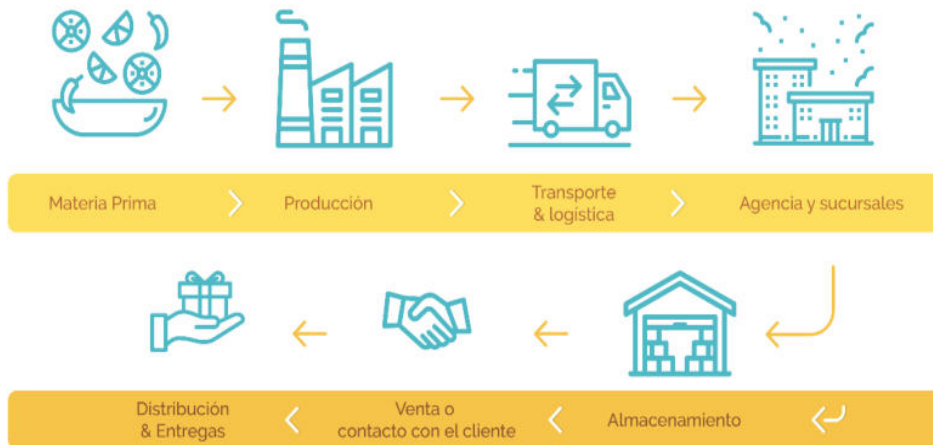 Materia Prima
Producción
Transporte
& logística
Agencia y sucursales
Distribución
& Entregas
Venta o
contacto con el cliente
Almacenamiento